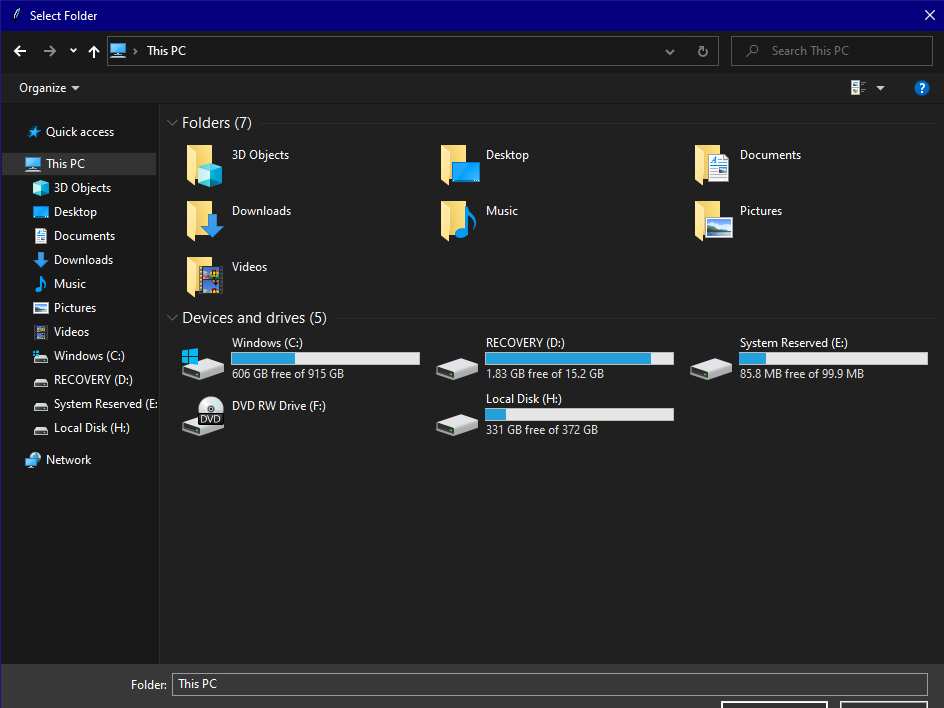 Select Folder
This PC
Search This PC
Organize
?
Quick access
This PC
3D Objects
Desktop
Documents
Downloads
Music
Pictures
Videos
Windows (C:)
RECOVERY (D:)
System Reserved (E:
Local Disk (H:)
Network
Folders (7)
3D Objects
Desktop
Documents
Downloads
Music
Pictures
Videos
Devices and drives (5)
Windows (C:)
606 GB free of 915 GB
RECOVERY (D:)
1.83 GB free of 15.2 GB
System Reserved (E:)
85.8 MB free of 99.9 MB
DVD
DVD RW Drive (F:)
Local Disk (H:)
331 GB free of 372 GB
Folder: This PC